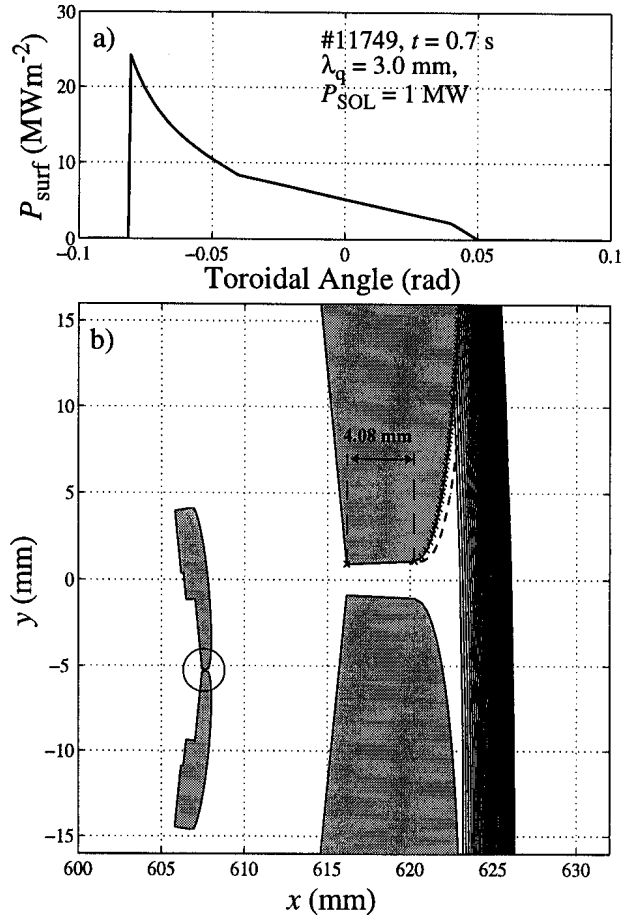 a)
#11749, t = 0.7 s
λq = 3.0 mm,
PSOL = 1 MW
Psurf (MWm-2)
30
20
10
0
−0.1
−0.05
0
0.05
0.1
Toroidal Angle (rad)
b)
4.08 mm
y (mm)
15
10
5
0
−5
−10
−15
600
605
610
615
620
625
630
x (mm)